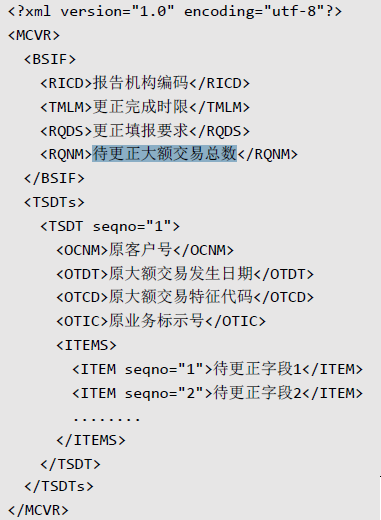 <?xml version="1.0" encoding="utf-8"?>
<MCVR>
<BSIF>
<RICD>报告机构编码</RICD>
<TMLM>更正完成时限</TMLM>
<RQDS>更正填报要求</RQDS>
<RQNM>待更正大额交易总数</RQNM>
</BSIF>
<TSDTs>
<TSDT seqno="1">
<OCNM>原客户号</OCNM>
<OTDT>原大额交易发生日期</OTDT>
<OTCD>原大额交易特征代码</OTCD>
<OTIC>原业务标示号</OTIC>
<ITEMS>
<ITEM seqno="1">待更正字段1</ITEM>
<ITEM seqno="2">待更正字段2</ITEM>
........
</ITEMS>
</TSDT>
</TSDTs>
</MCVR>